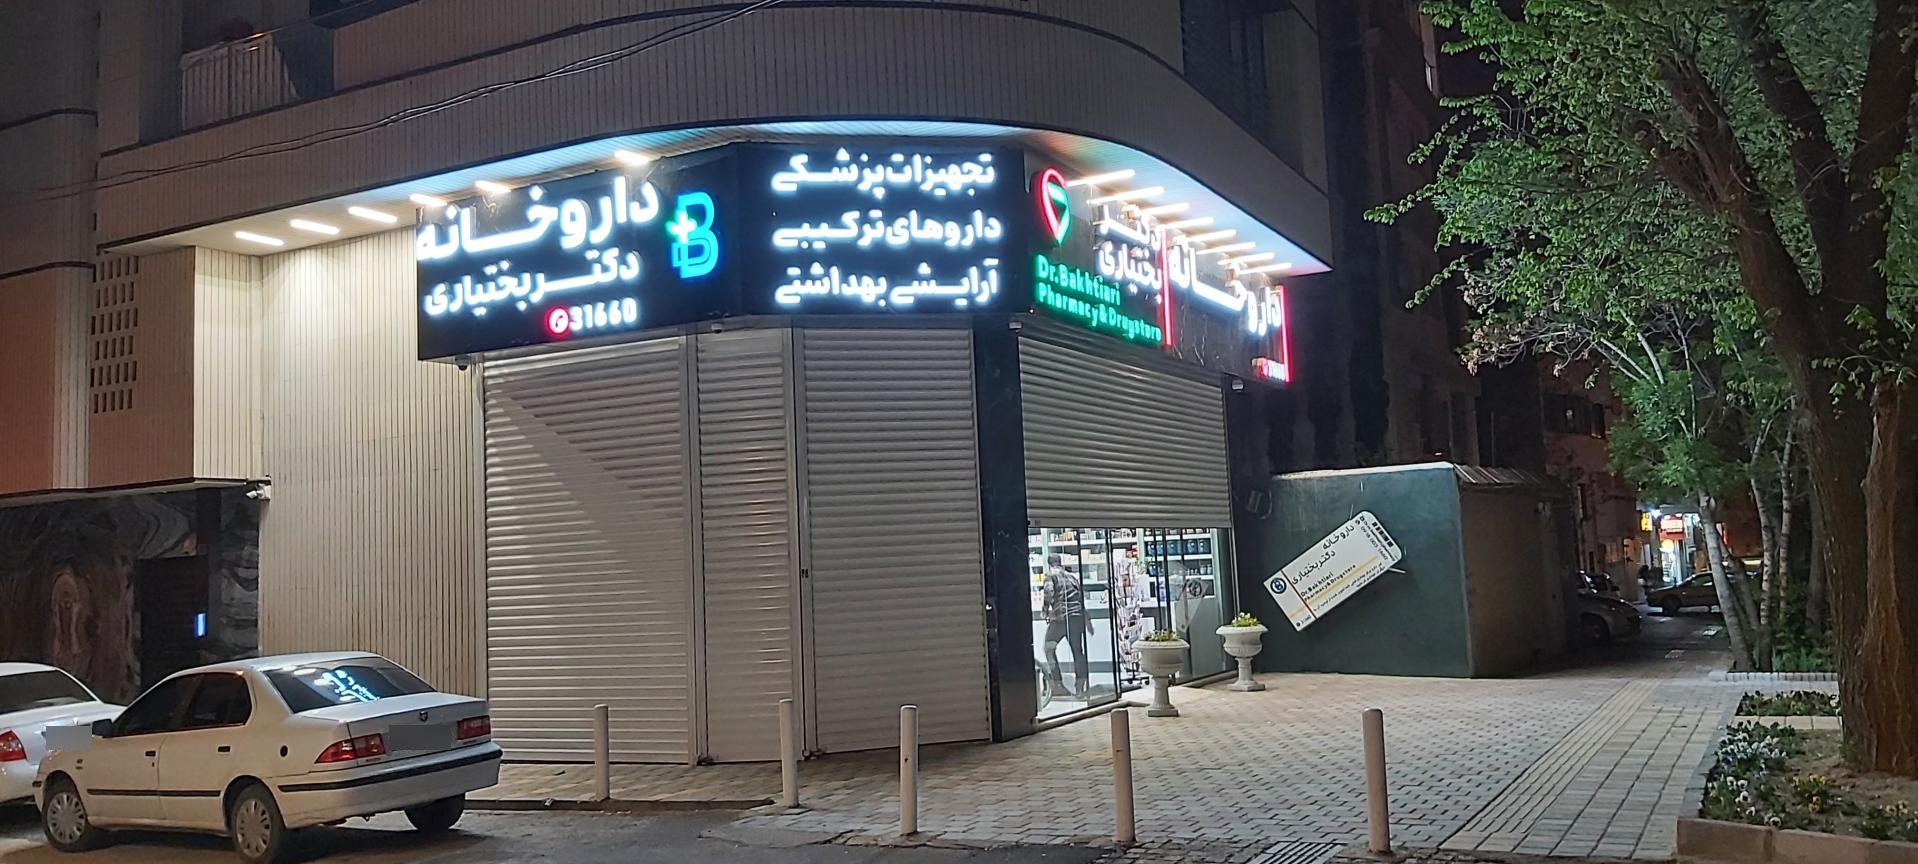 داروخانه
دکتر بختیاری
31660
B
تجهیزات پزشکی
داروهای ترکیبی
آرایشی بهداشتی
داروخانه
دکتر
بختیاری
Dr.Bakhtiari
Pharmacy&Drugstore
داروخانه
دکتر بختیاری
Dr.Bakhtiari
Pharmacy & Drugstore